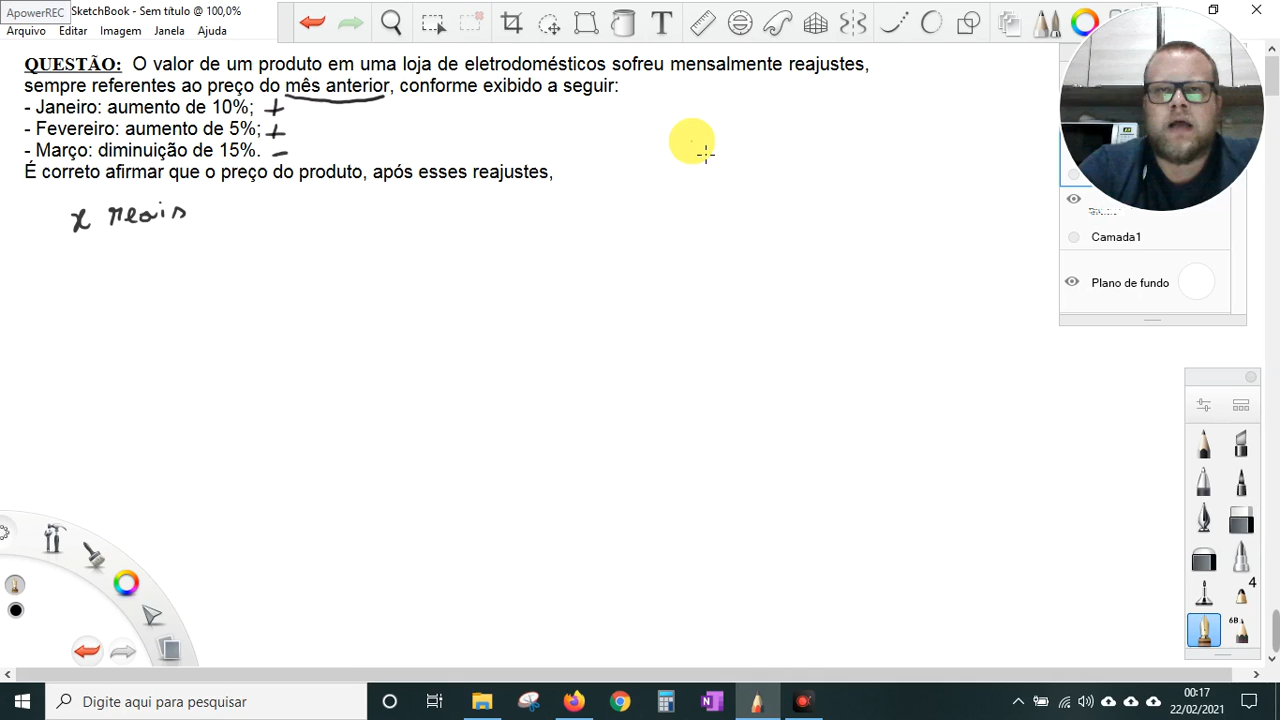 ApowerREC
SketchBook - Sem título @ 100,0%
Arquivo Editar Imagem Janela Ajuda
QUESTÃO: O valor de um produto em uma loja de eletrodomésticos sofreu mensalmente reajustes,
sempre referentes ao preço do mês anterior, conforme exibido a seguir:
- Janeiro: aumento de 10%; +
- Fevereiro: aumento de 5%; +
- Março: diminuição de 15%. -
É correto afirmar que o preço do produto, após esses reajustes,
x reais
Camada1
Plano de fundo
4
6B
Digite aqui para pesquisar
00:17
22/02/2021